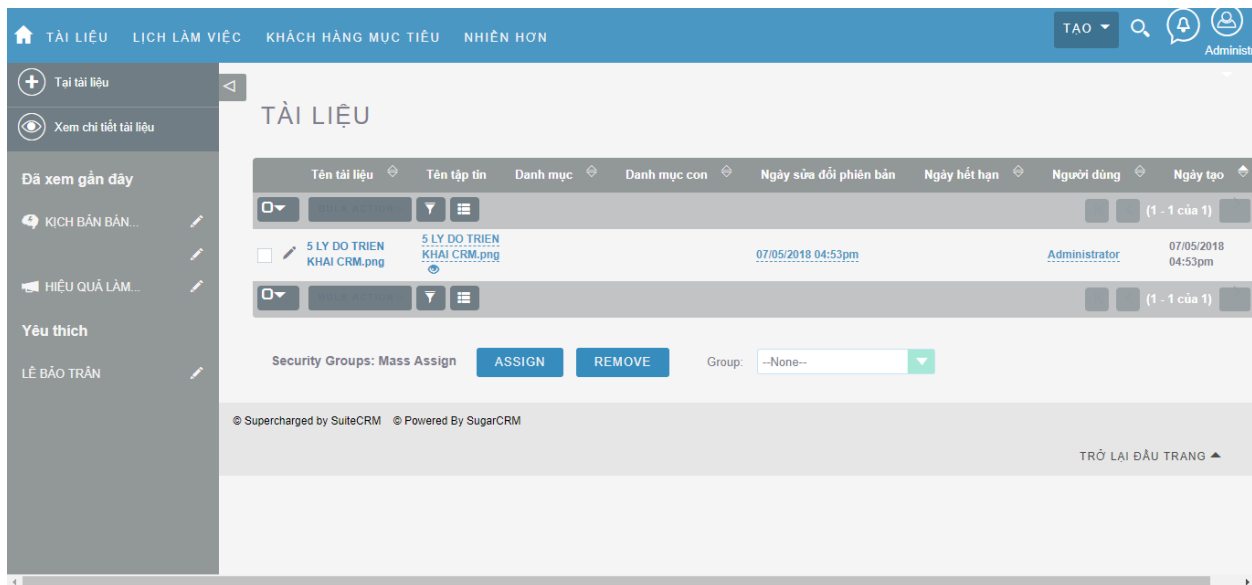 TÀI LIỆU LỊCH LÀM VIỆC KHÁCH HÀNG MỤC TIÊU NHIÈN HƠN TẠO
Administ
Tại tài liệu
Xem chi tiết tài liệu
TÀI LIỆU
Đã xem gần đây
KỊCH BẢN BÁN...
HIỆU QUẢ LÀM...
Yêu thích
LÊ BẢO TRÂN
Tên tài liệu Tên tập tin Danh mục Danh mục con Ngày sửa đổi phiên bản Ngày hết hạn Người dùng Ngày tạo
BULK ACTION (1 - 1 của 1)
5 LY DO TRIEN KHAI CRM.png 5 LY DO TRIEN KHAI CRM.png 07/05/2018 04:53pm Administrator 07/05/2018 04:53pm
BULK ACTION (1 - 1 của 1)
Security Groups: Mass Assign ASSIGN REMOVE Group: --None--
© Supercharged by SuiteCRM © Powered By SugarCRM
TRỞ LẠI ĐẦU TRANG